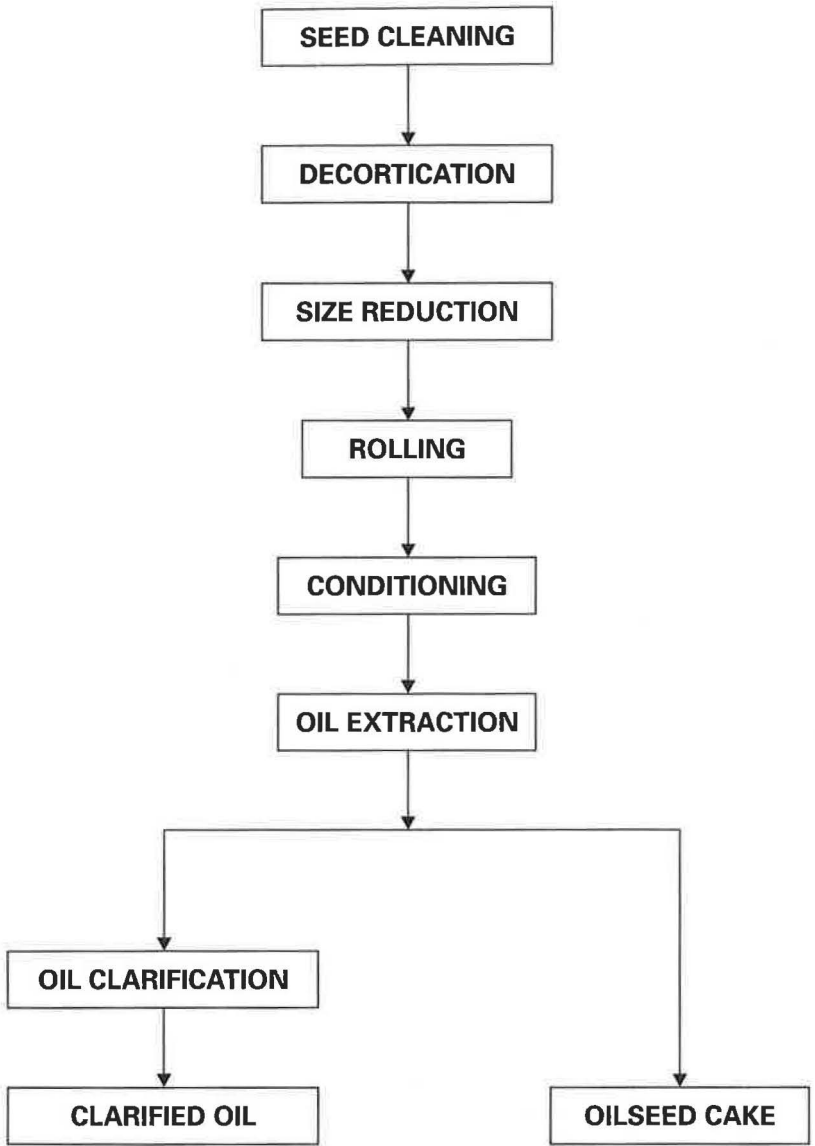 SEED CLEANING
DECORTICATION
SIZE REDUCTION
ROLLING
CONDITIONING
OIL EXTRACTION
OIL CLARIFICATION
CLARIFIED OIL
OILSEED CAKE